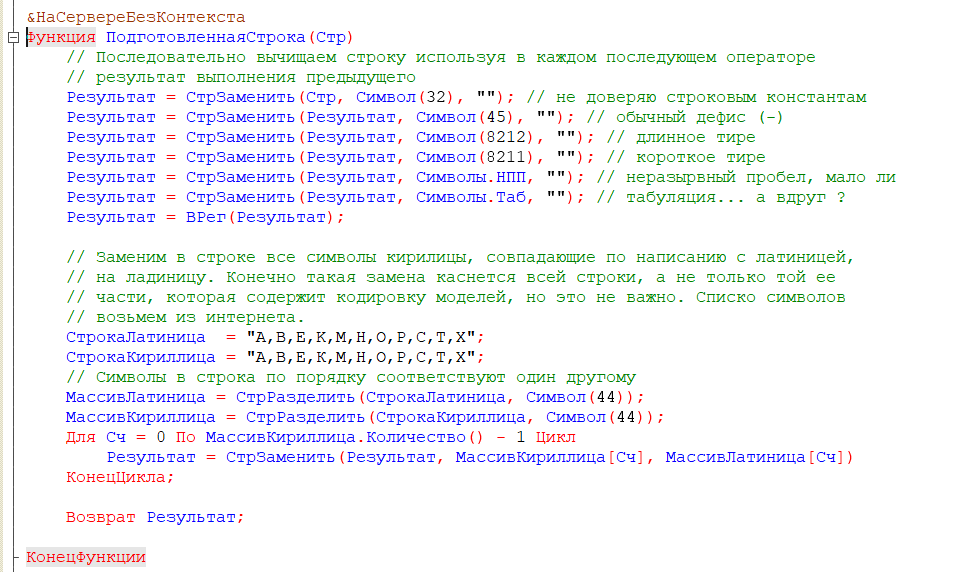 &НаСервереБезКонтекста
Функция ПодготовленнаяСтрока(Стр)
// Последовательно вычищаем строку используя в каждом последующем операторе
// результат выполнения предыдущего
Результат = СтрЗаменить(Стр, Символ(32), ""); // не доверяю строковым константам
Результат = СтрЗаменить(Результат, Символ(45), ""); // обычный дефис (-)
Результат = СтрЗаменить(Результат, Символ(8212), ""); // длинное тире
Результат = СтрЗаменить(Результат, Символ(8211), ""); // короткое тире
Результат = СтрЗаменить(Результат, Символы.НПП, ""); // неразырвный пробел, мало ли
Результат = СтрЗаменить(Результат, Символы.Таб, ""); // табуляция... а вдруг ?
Результат = ВРег(Результат);
// Заменим в строке все символы кирилицы, совпадающие по написанию с латиницей,
// на ладиницу. Конечно такая замена каснется всей строки, а не только той ее
// части, которая содержит кодировку моделей, но это не важно. Списко символов
// возьмем из интернета.
СтрокаЛатиница = "A,B,E,K,M,H,O,P,C,T,X";
СтрокаКириллица = "А,В,Е,К,М,Н,О,Р,С,Т,Х";
// Символы в строка по порядку соответствуют один другому
МассивЛатиница = СтрРазделить(СтрокаЛатиница, Символ(44));
МассивКириллица = СтрРазделить(СтрокаКириллица, Символ(44));
Для Сч = 0 По МассивКириллица.Количество() - 1 Цикл
Результат = СтрЗаменить(Результат, МассивКириллица[Сч], МассивЛатиница[Сч])
КонецЦикла;
Возврат Результат;
КонецФункции